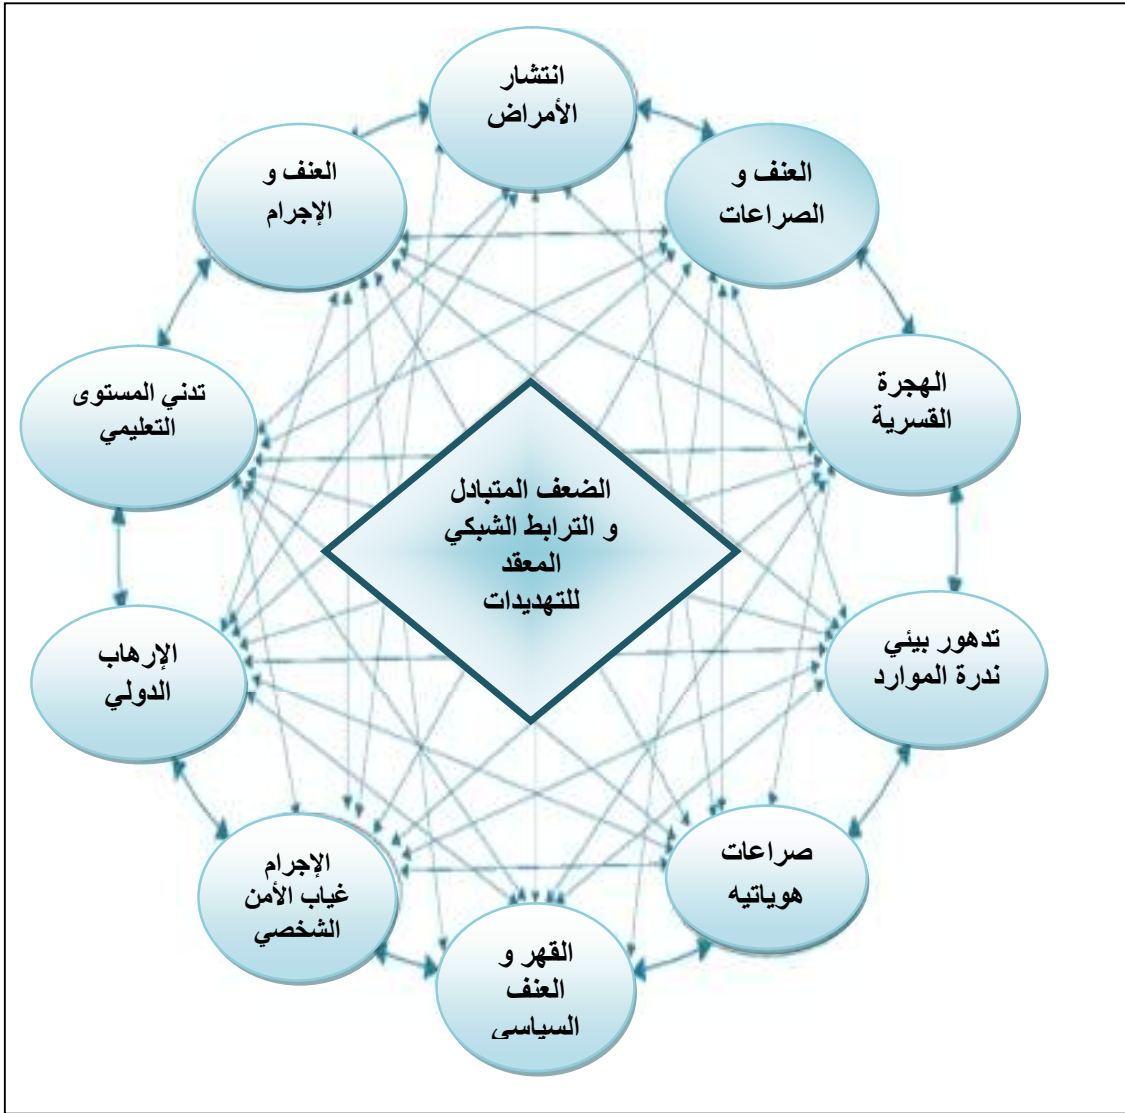 انتشار
الأمراض
العنف و
الصراعات
الهجرة
القسرية
تدهور بيئي
ندرة الموارد
صراعات
هوياتيه
القهر و
العنف
السياسي
الإجرام
غياب الأمن
الشخصي
الإرهاب
الدولي
تدني المستوى
التعليمي
العنف و
الإجرام
الضعف المتبادل
و الترابط الشبكي
المعقد
للتهديدات